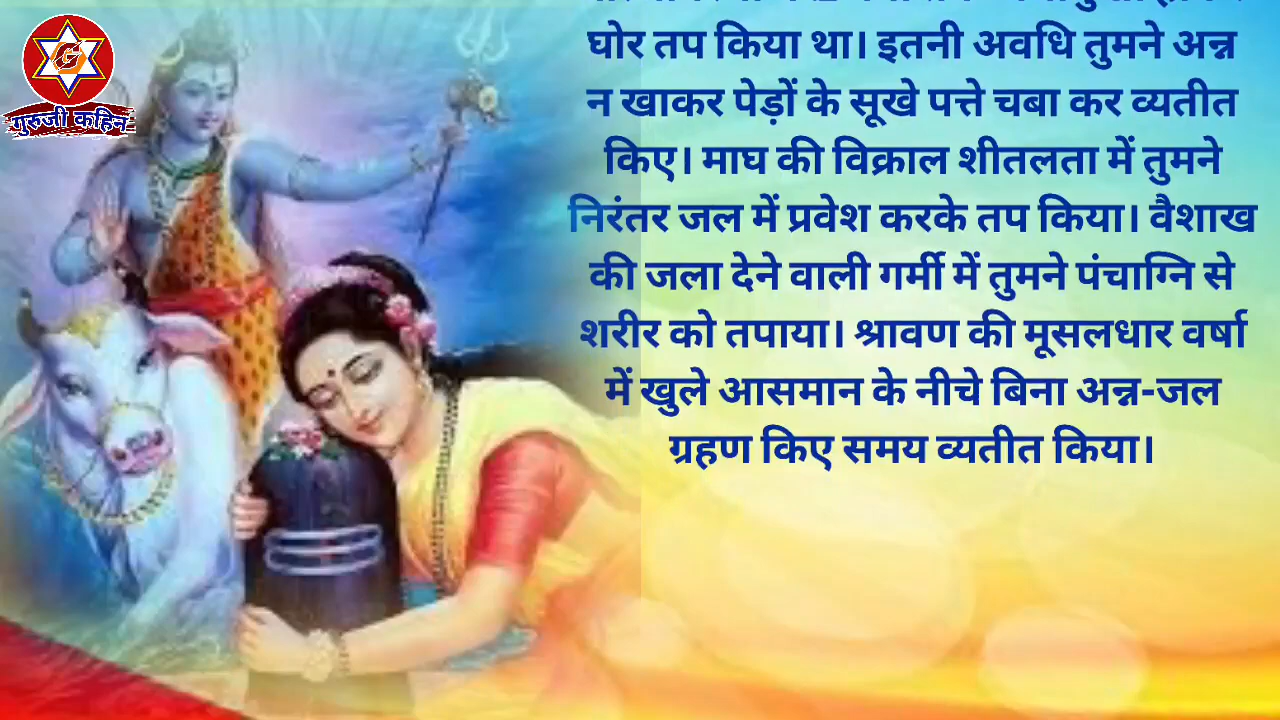 गुरुजी कहिन
घोर तप किया था। इतनी अवधि तुमने अन्न
न खाकर पेड़ों के सूखे पत्ते चबा कर व्यतीत
किए। माघ की विक्राल शीतलता में तुमने
निरंतर जल में प्रवेश करके तप किया। वैशाख
की जला देने वाली गर्मी में तुमने पंचाग्नि से
शरीर को तपाया। श्रावण की मूसलधार वर्षा
में खुले आसमान के नीचे बिना अन्न-जल
ग्रहण किए समय व्यतीत किया।